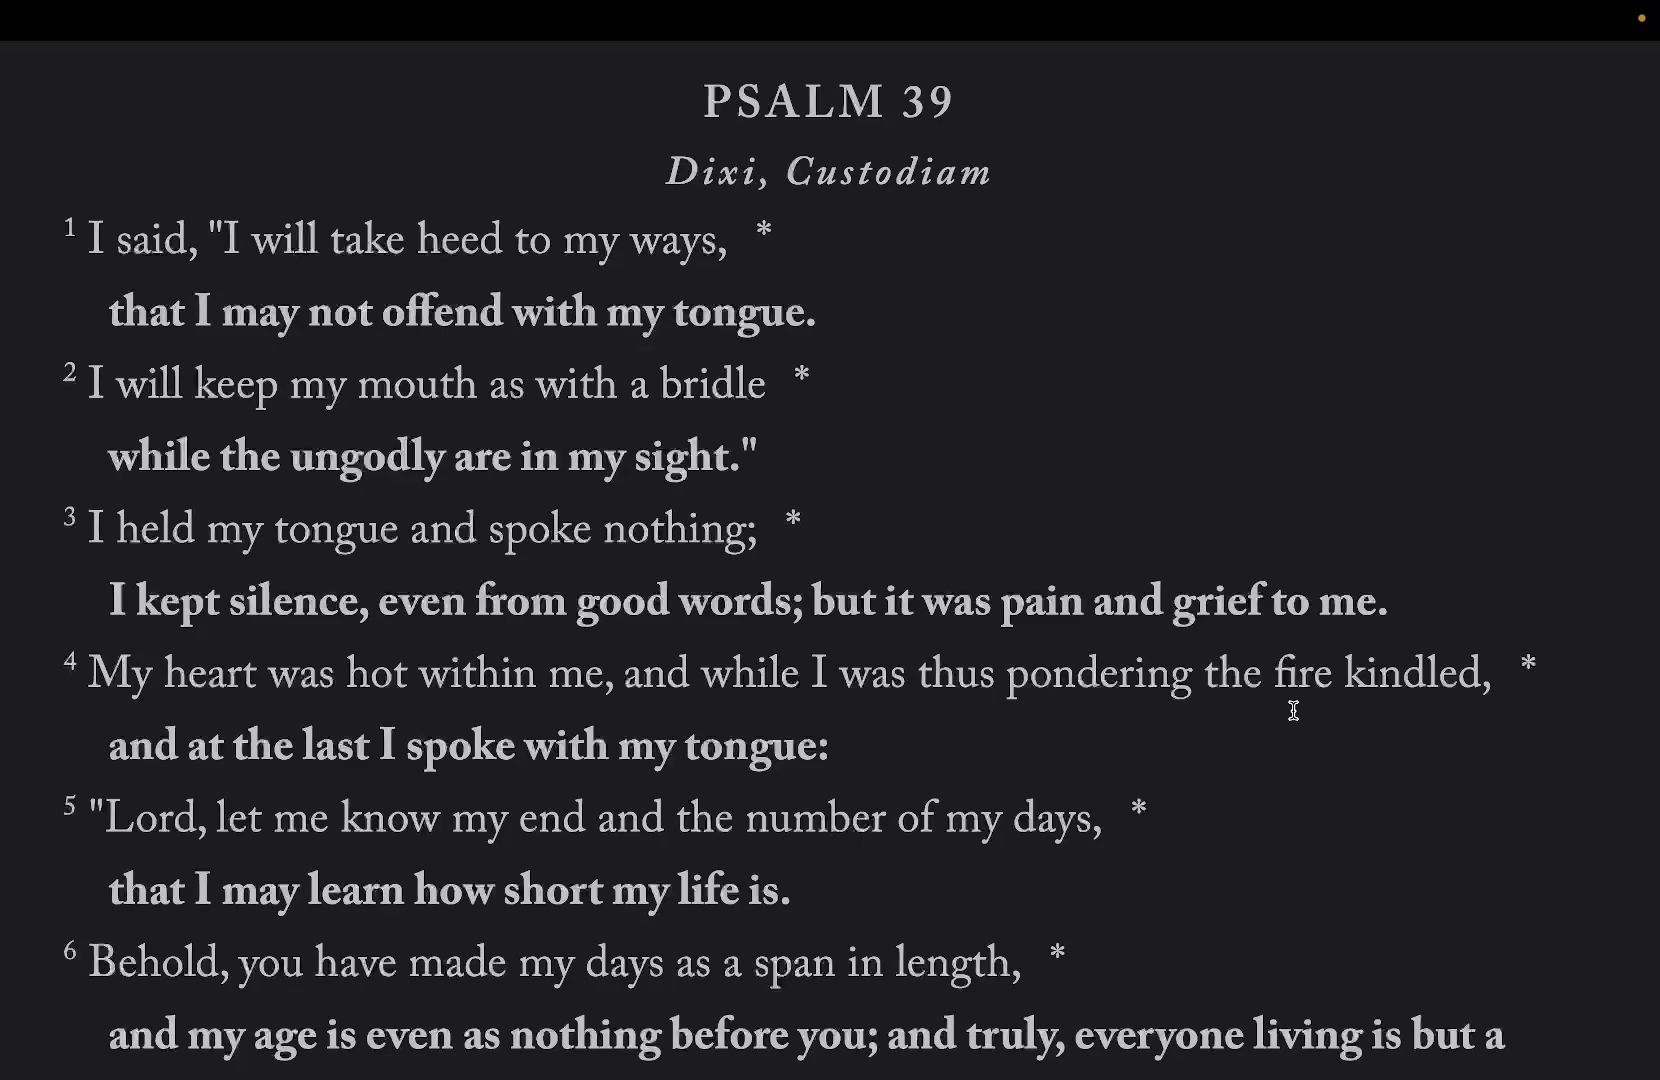 PSALM 39
Dixi, Custodiam
1 I said, "I will take heed to my ways, *
that I may not offend with my tongue.
2 I will keep my mouth as with a bridle *
while the ungodly are in my sight."
3 I held my tongue and spoke nothing; *
I kept silence, even from good words; but it was pain and grief to me.
4 My heart was hot within me, and while I was thus pondering the fire kindled, *
and at the last I spoke with my tongue:
5 "Lord, let me know my end and the number of my days, *
that I may learn how short my life is.
6 Behold, you have made my days as a span in length, *
and my age is even as nothing before you; and truly, everyone living is but a